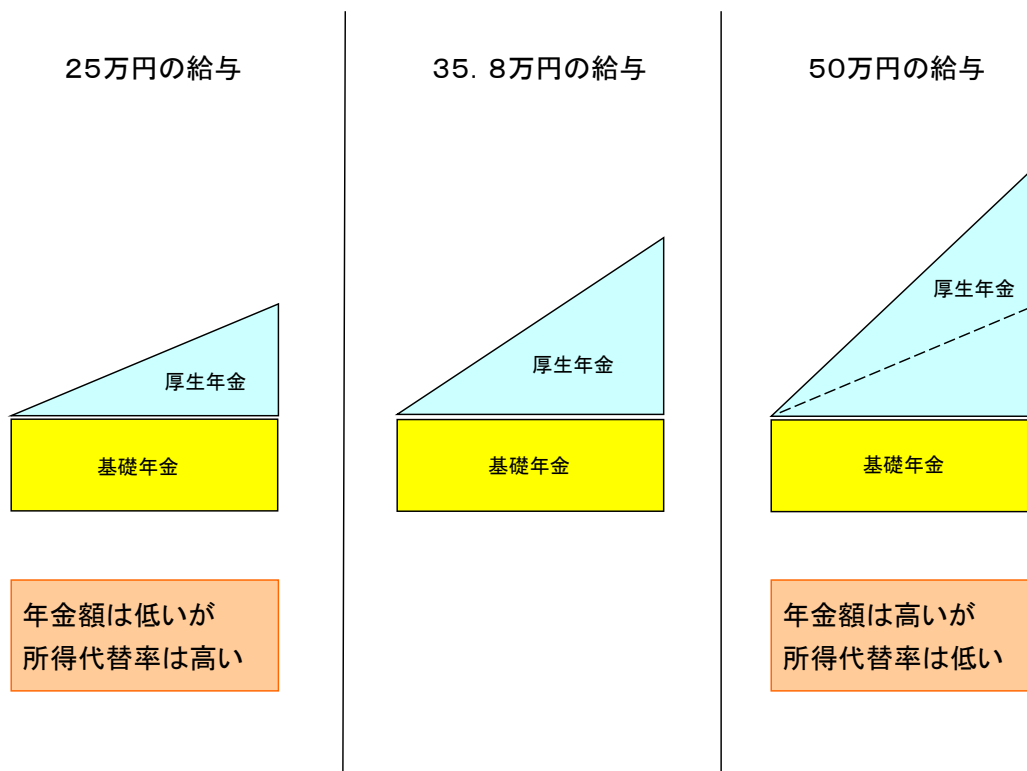 25万円の給与
厚生年金
基礎年金
年金額は低いが
所得代替率は高い
35．8万円の給与
厚生年金
基礎年金
50万円の給与
厚生年金
基礎年金
年金額は高いが
所得代替率は低い